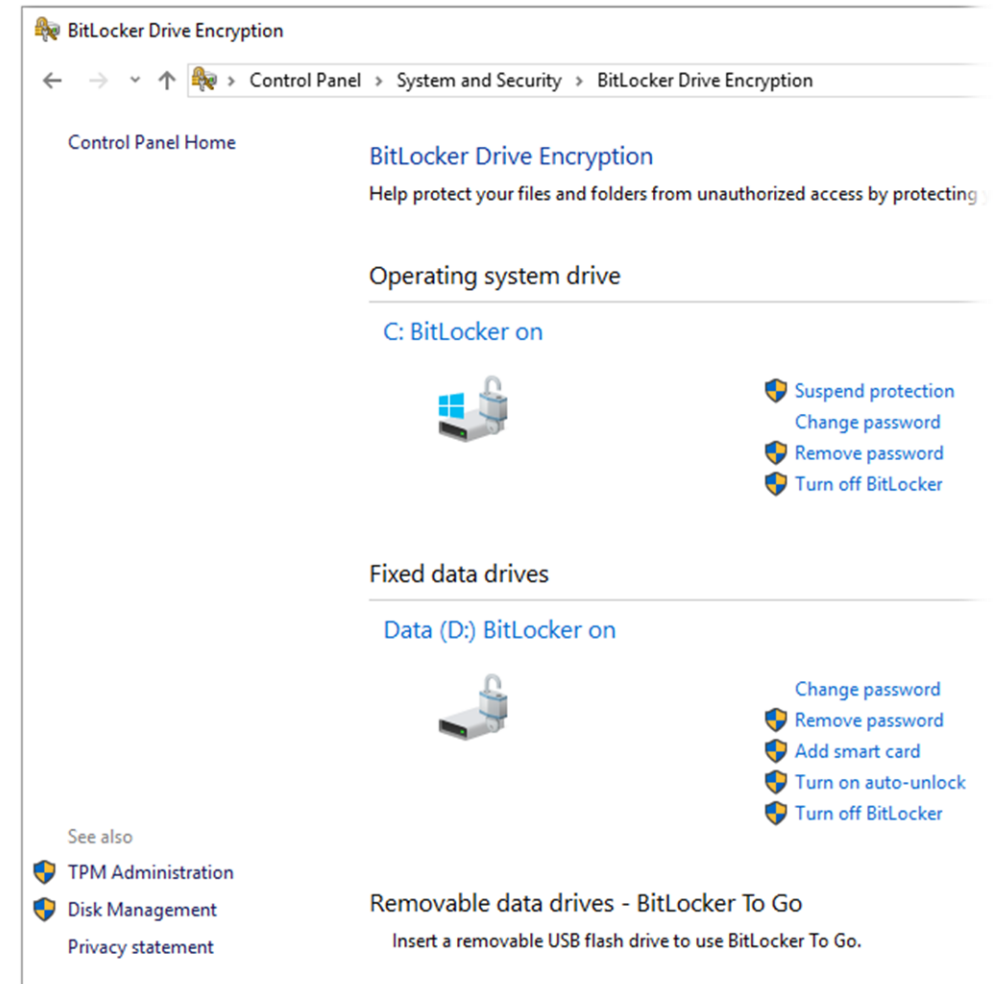 BitLocker Drive Encryption
Control Panel > System and Security > BitLocker Drive Encryption
Control Panel Home
BitLocker Drive Encryption
Help protect your files and folders from unauthorized access by protecting
Operating system drive
C: BitLocker on
Suspend protection
Change password
Remove password
Turn off BitLocker
Fixed data drives
Data (D:) BitLocker on
Change password
Remove password
Add smart card
Turn on auto-unlock
Turn off BitLocker
See also
TPM Administration
Disk Management
Privacy statement
Removable data drives - BitLocker To Go
Insert a removable USB flash drive to use BitLocker To Go.